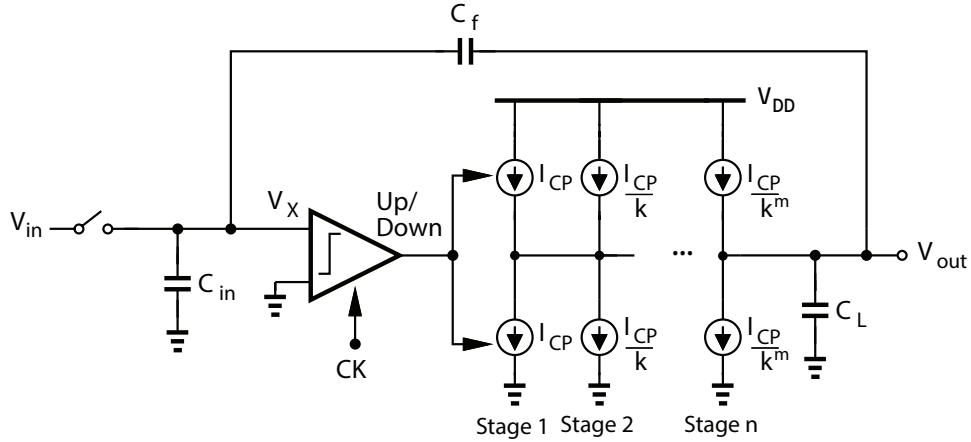 C f
V DD
I CP
I CP
k
I CP
k m
V in
V X
Up/
Down
...
V out
C in
C L
CK
I CP
I CP
k
I CP
k m
Stage 1
Stage 2
Stage n